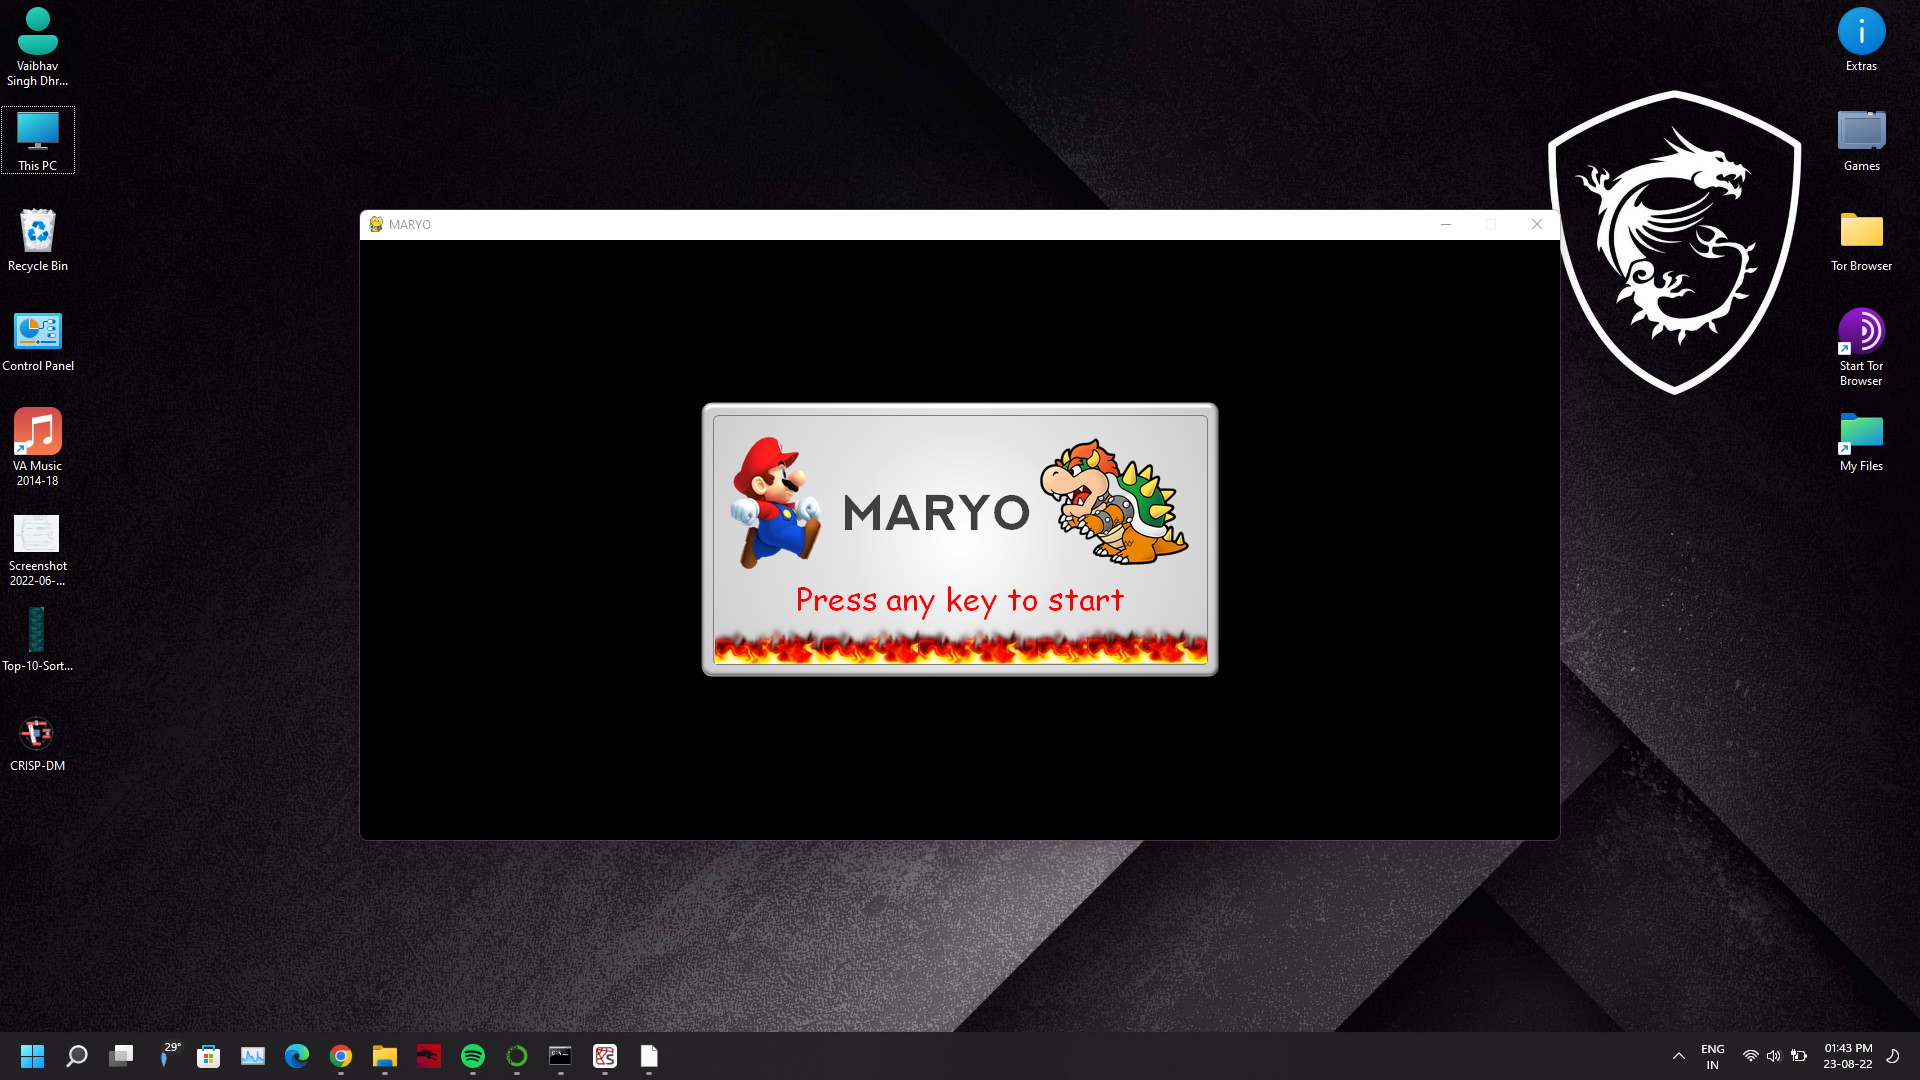 Vaibhav
Singh Dhr...
This PC
Recycle Bin
Control Panel
VA Music
2014-18
Screenshot
2022-06-...
Top-10-Sort...
CRISP-DM
MARYO
MARYO
Press any key to start
Extras
Games
Tor Browser
Start Tor
Browser
My Files
29°
ENG
IN
01:43 PM
23-08-22